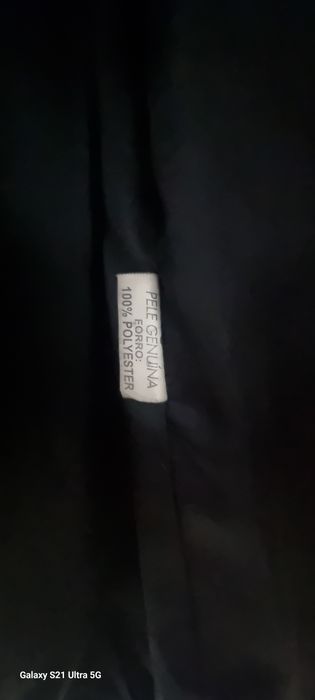 PELE GENUÍNA
FORRO:
100% POLYESTER
Galaxy S21 Ultra 5G